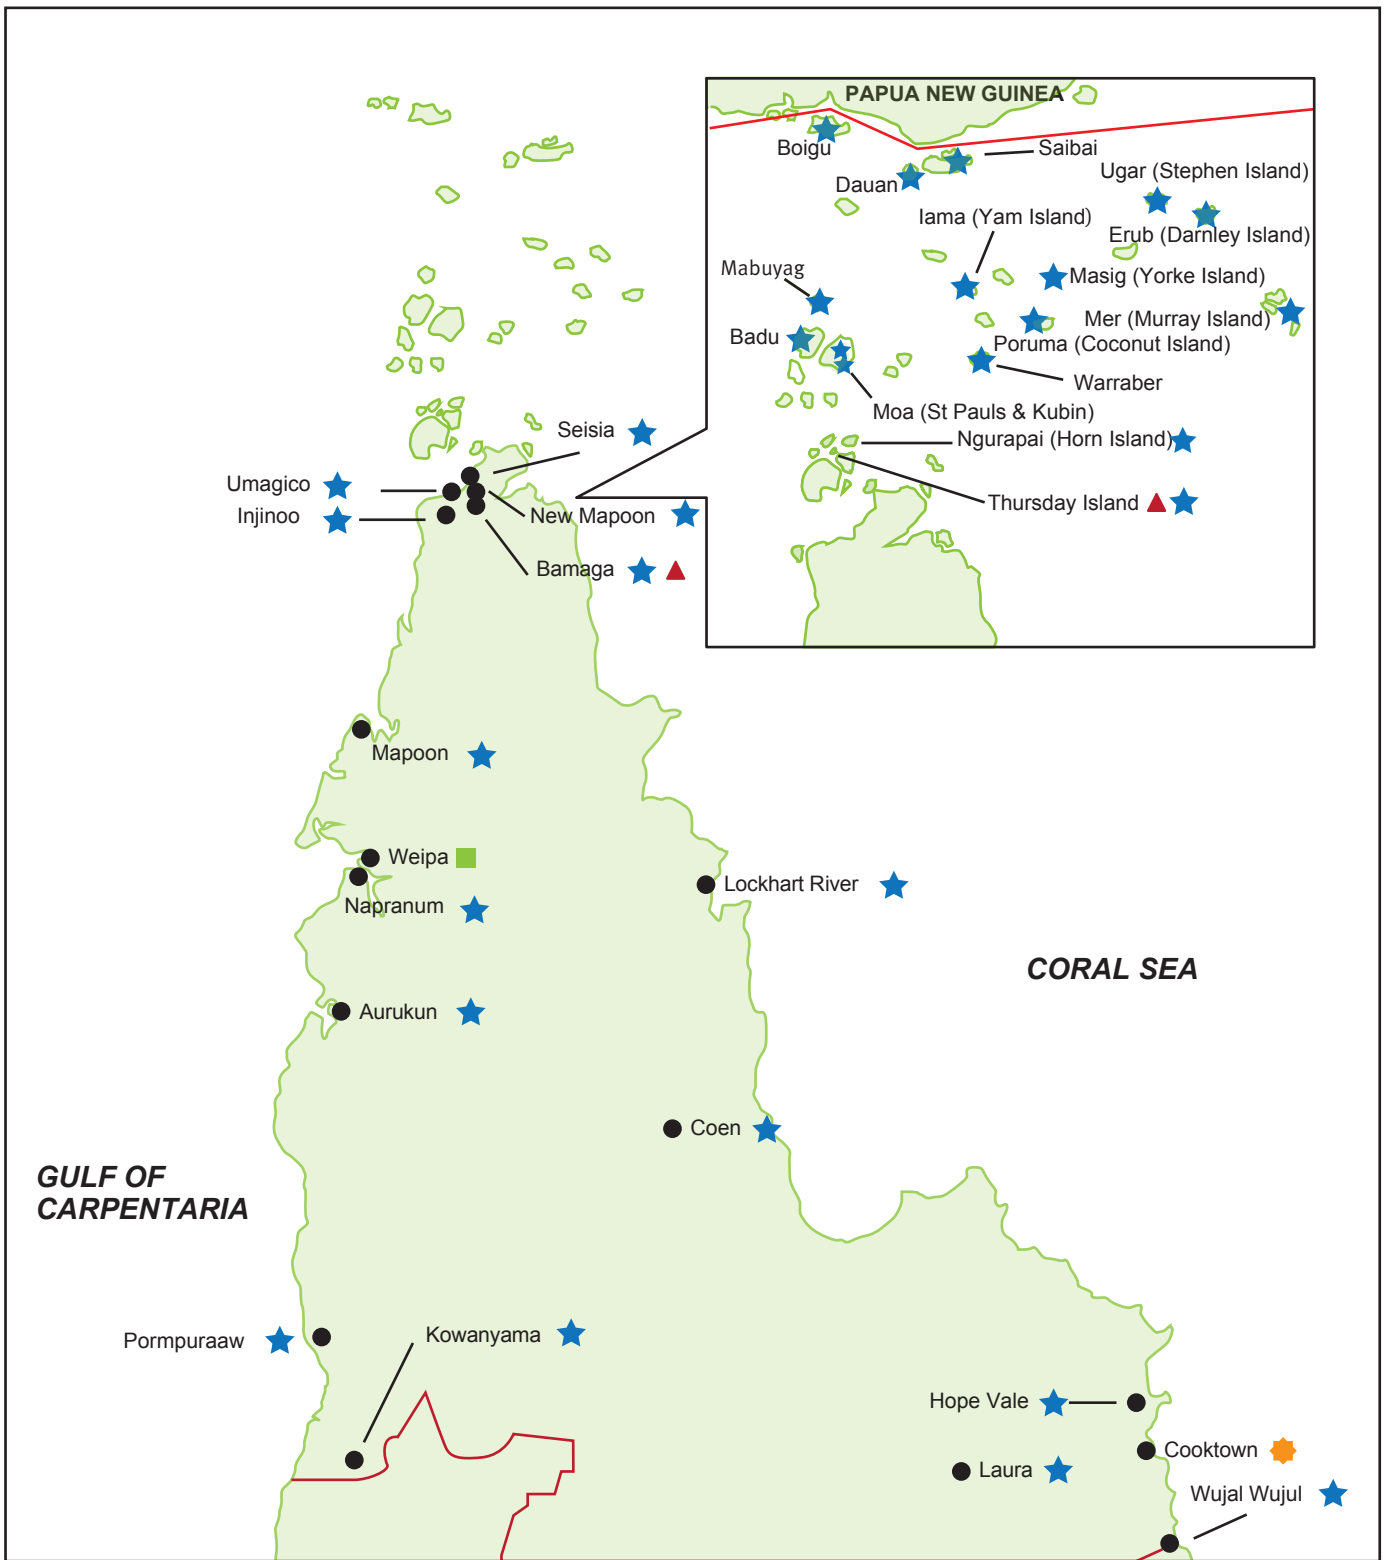 PAPUA NEW GUINEA
Boigu
Saibai
Dauan
Ugar (Stephen Island)
Iama (Yam Island)
Erub (Darnley Island)
Mabuyag
Masig (Yorke Island)
Mer (Murray Island)
Badu
Poruma (Coconut Island)
Warraber
Moa (St Pauls & Kubin)
Ngurapai (Horn Island)
Thursday Island
Seisia
Umagico
Injinoo
New Mapoon
Bamaga
Mapoon
Weipa
Napranum
Lockhart River
CORAL SEA
Aurukun
Coen
GULF OF
CARPENTARIA
Pormpuraaw
Kowanyama
Hope Vale
Cooktown
Laura
Wujal Wujul